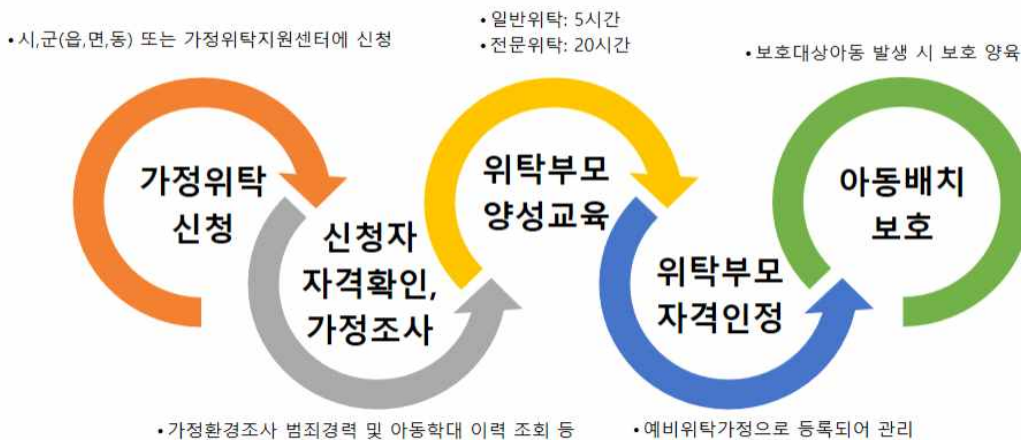 • 시,군(읍,면,동) 또는 가정위탁지원센터에 신청
가정위탁
신청
신청자
자격확인,
가정조사
• 가정환경조사 범죄경력 및 아동학대 이력 조회 등
• 일반위탁: 5시간
• 전문위탁: 20시간
위탁부모
양성교육
위탁부모
자격인정
• 예비위탁가정으로 등록되어 관리
• 보호대상아동 발생 시 보호 양육
아동배치
보호